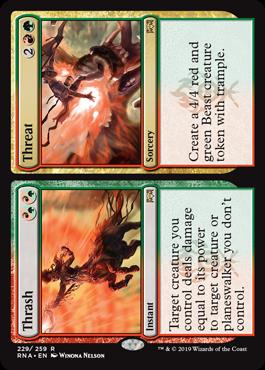 Thrash
Instant
Target creature you
control deals damage
equal to its power
to target creature or
planeswalker you don't
control.
Threat
2
Sorcery
Create a 4/4 red and
green Beast creature
token with trample.
229/259 R
RNA • EN Winona Nelson
™ & © 2019 Wizards of the Coast